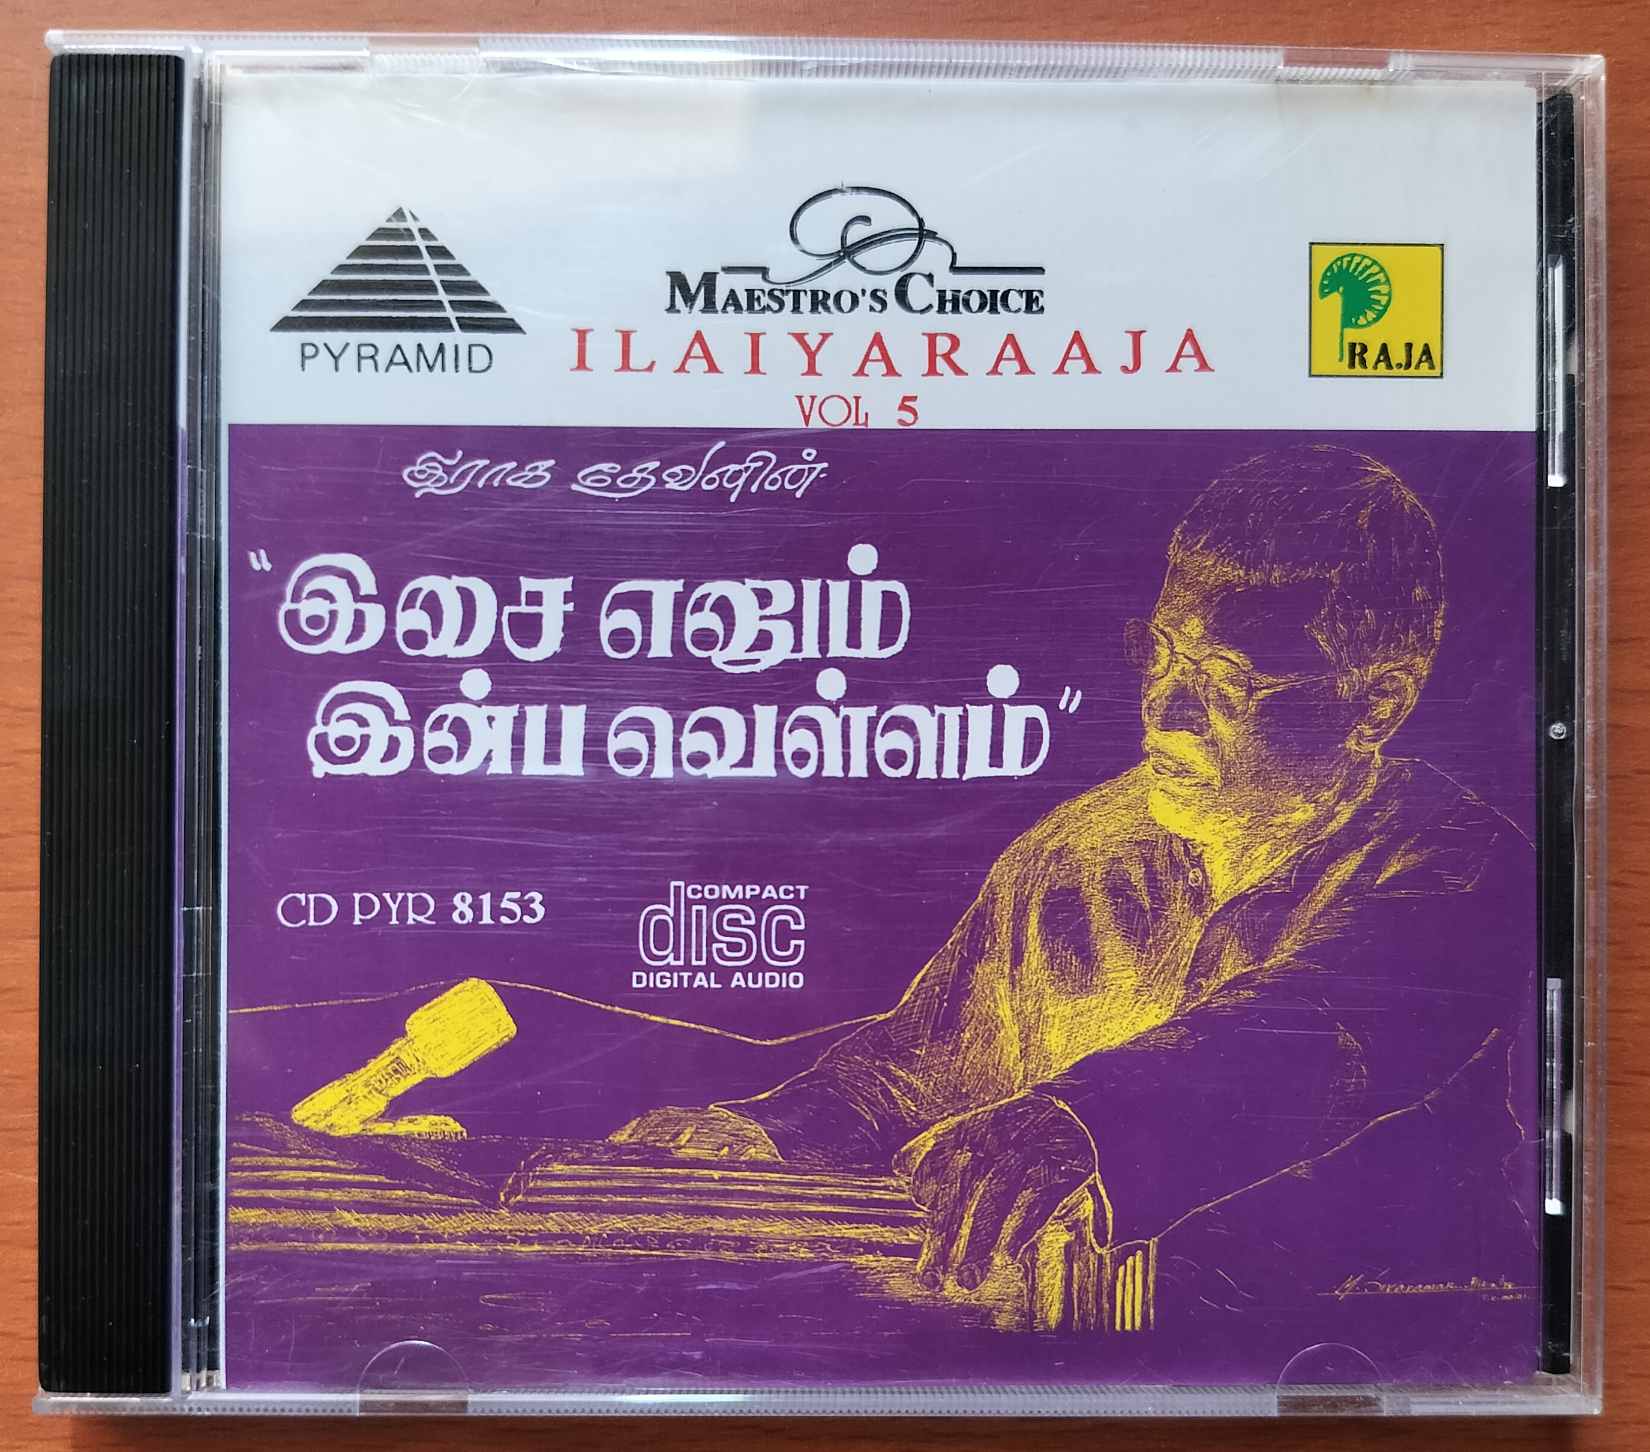 MAESTRO'S CHOICE
PYRAMID
ILAIYARAAJA
RAJA
VOL 5
இராக தேவனின்
"இசை எனும்
இன்ப வெள்ளம்"
CD PYR 8153
COMPACT
disc
DIGITAL AUDIO